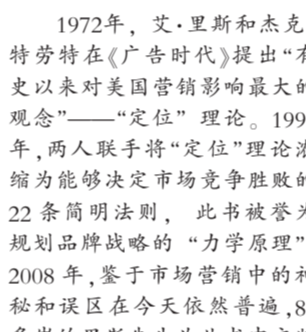 1972年，艾·里斯和杰克
特劳特在《广告时代》提出“有
史以来对美国营销影响最大的
观念”——“定位”理论。199
年,两人联手将“定位”理论浓
缩为能够决定市场竞争胜败的
22条简明法则， 此书被誉为
规划品牌战略的“力学原理”
2008年,鉴于市场营销中的神
秘和误区在今天依然普遍,8